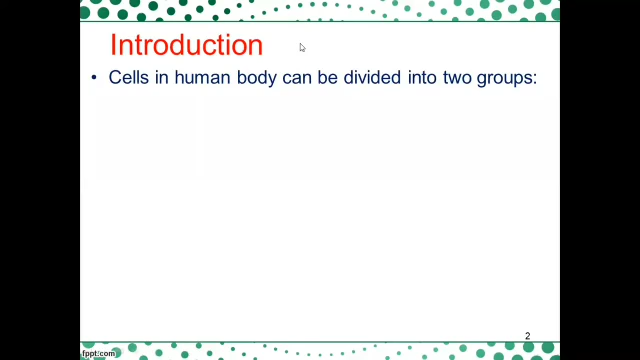 Introduction
• Cells in human body can be divided into two groups:
2
fppt.com